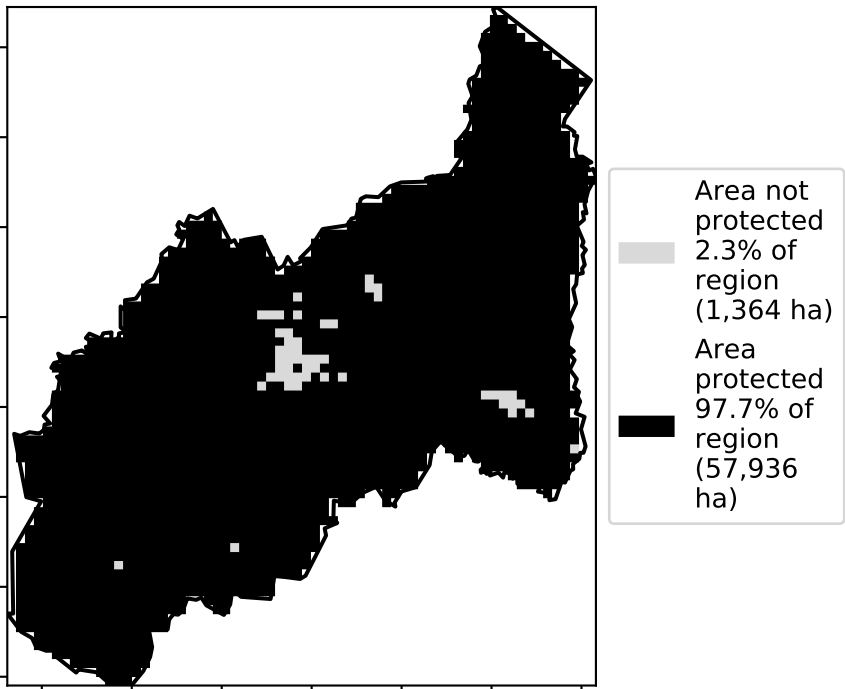 Area not
protected
2.3% of
region
(1,364 ha)
Area
protected
97.7% of
region
(57,936
ha)